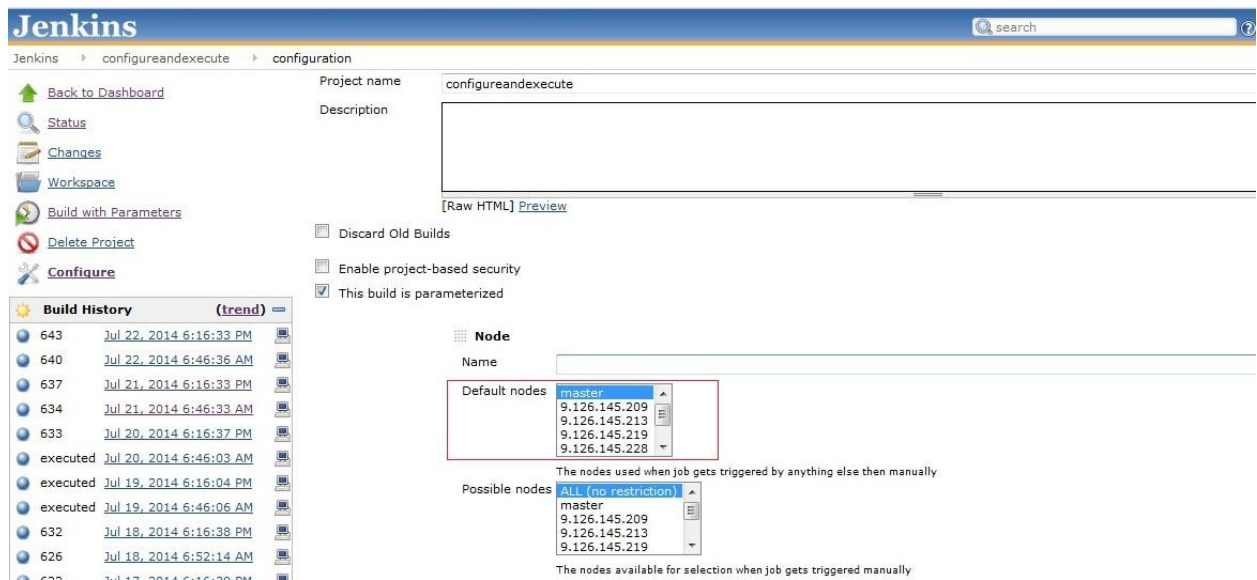 Jenkins
search
Jenkins configureandexecute configuration
Back to Dashboard
Status
Changes
Workspace
Build with Parameters
Delete Project
Configure
Build History (trend)
643 Jul 22, 2014 6:16:33 PM
640 Jul 22, 2014 6:46:36 AM
637 Jul 21, 2014 6:16:33 PM
634 Jul 21, 2014 6:46:33 AM
633 Jul 20, 2014 6:16:37 PM
executed Jul 20, 2014 6:46:03 AM
executed Jul 19, 2014 6:16:04 PM
executed Jul 19, 2014 6:46:06 AM
632 Jul 18, 2014 6:16:38 PM
626 Jul 18, 2014 6:52:14 AM
Project name configureandexecute
Description
[Raw HTML] Preview
Discard Old Builds
Enable project-based security
This build is parameterized
Node
Name
Default nodes master
9.126.145.209
9.126.145.213
9.126.145.219
9.126.145.228
The nodes used when job gets triggered by anything else then manually
Possible nodes ALL (no restriction)
master
9.126.145.209
9.126.145.213
9.126.145.219
The nodes available for selection when job gets triggered manually